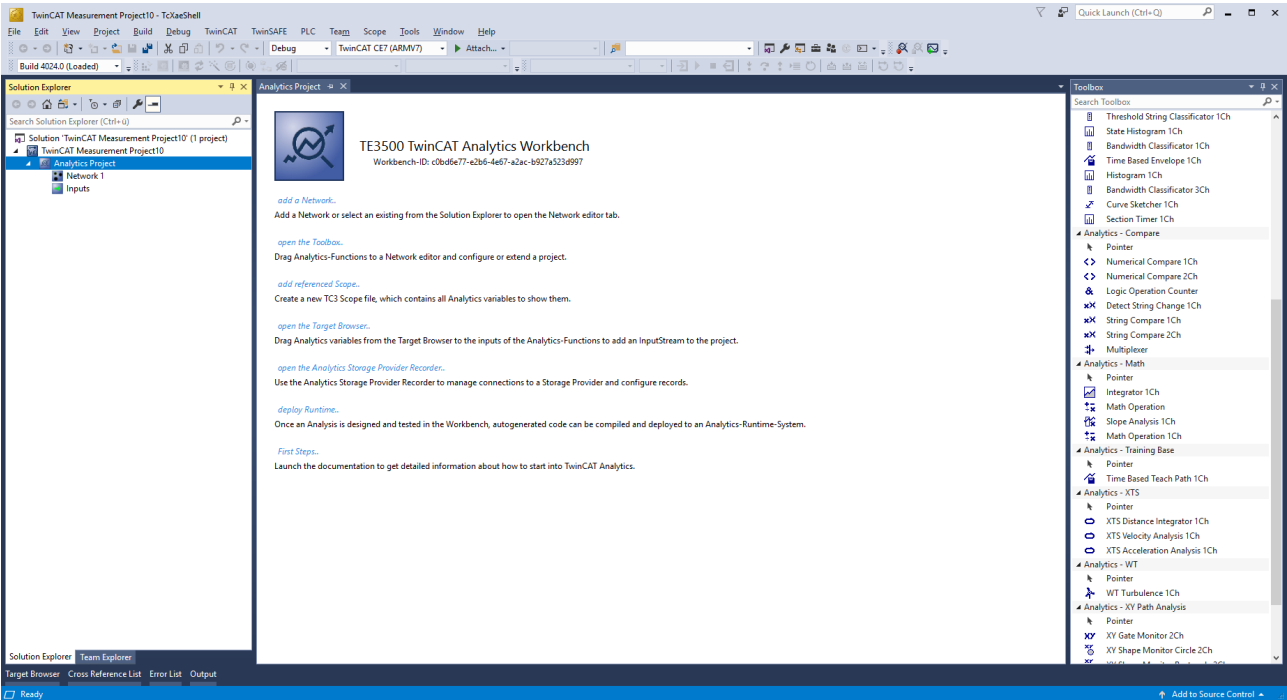 TwinCAT Measurement Project10 - TcXaeShell
Quick Launch (Ctrl+Q)
File Edit View Project Build Debug TwinCAT TwinSAFE PLC Team Scope Tools Window Help
Debug TwinCAT CE7 (ARMV7) Attach...
Build 4024.0 (Loaded)
Solution Explorer
Search Solution Explorer (Ctrl+ü)
Solution 'TwinCAT Measurement Project10' (1 project)
TwinCAT Measurement Project10
Analytics Project
Network 1
Inputs
Solution Explorer Team Explorer
Analytics Project
TE3500 TwinCAT Analytics Workbench
Workbench-ID: c0bd6e77-e2b6-4e67-a2ac-b927a523d997
add a Network..
Add a Network or select an existing from the Solution Explorer to open the Network editor tab.
open the Toolbox..
Drag Analytics-Functions to a Network editor and configure or extend a project.
add referenced Scope..
Create a new TC3 Scope file, which contains all Analytics variables to show them.
open the Target Browser..
Drag Analytics variables from the Target Browser to the inputs of the Analytics-Functions to add an InputStream to the project.
open the Analytics Storage Provider Recorder..
Use the Analytics Storage Provider Recorder to manage connections to a Storage Provider and configure records.
deploy Runtime..
Once an Analysis is designed and tested in the Workbench, autogenerated code can be compiled and deployed to an Analytics-Runtime-System.
First Steps..
Launch the documentation to get detailed information about how to start into TwinCAT Analytics.
Toolbox
Search Toolbox
Threshold String Classificator 1Ch
State Histogram 1Ch
Bandwidth Classificator 1Ch
Time Based Envelope 1Ch
Histogram 1Ch
Bandwidth Classificator 3Ch
Curve Sketcher 1Ch
Section Timer 1Ch
Analytics - Compare
Pointer
Numerical Compare 1Ch
Numerical Compare 2Ch
Logic Operation Counter
Detect String Change 1Ch
String Compare 1Ch
String Compare 2Ch
Multiplexer
Analytics - Math
Pointer
Integrator 1Ch
Math Operation
Slope Analysis 1Ch
Math Operation 1Ch
Analytics - Training Base
Pointer
Time Based Teach Path 1Ch
Analytics - XTS
Pointer
XTS Distance Integrator 1Ch
XTS Velocity Analysis 1Ch
XTS Acceleration Analysis 1Ch
Analytics - WT
Pointer
WT Turbulence 1Ch
Analytics - XY Path Analysis
Pointer
XY Gate Monitor 2Ch
XY Shape Monitor Circle 2Ch
Target Browser Cross Reference List Error List Output
Ready
Add to Source Control